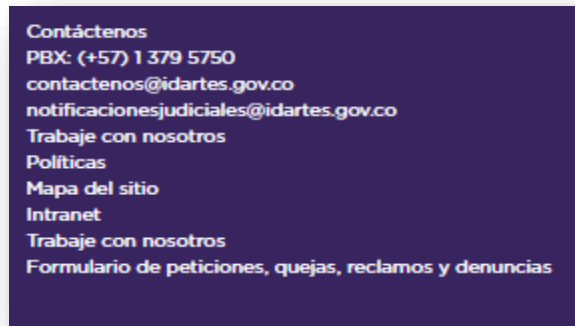 Contáctenos
PBX: (+57) 1 379 5750
contactenos@idartes.gov.co
notificacionesjudiciales@idartes.gov.co
Trabaje con nosotros
Políticas
Mapa del sitio
Intranet
Trabaje con nosotros
Formulario de peticiones, quejas, reclamos y denuncias